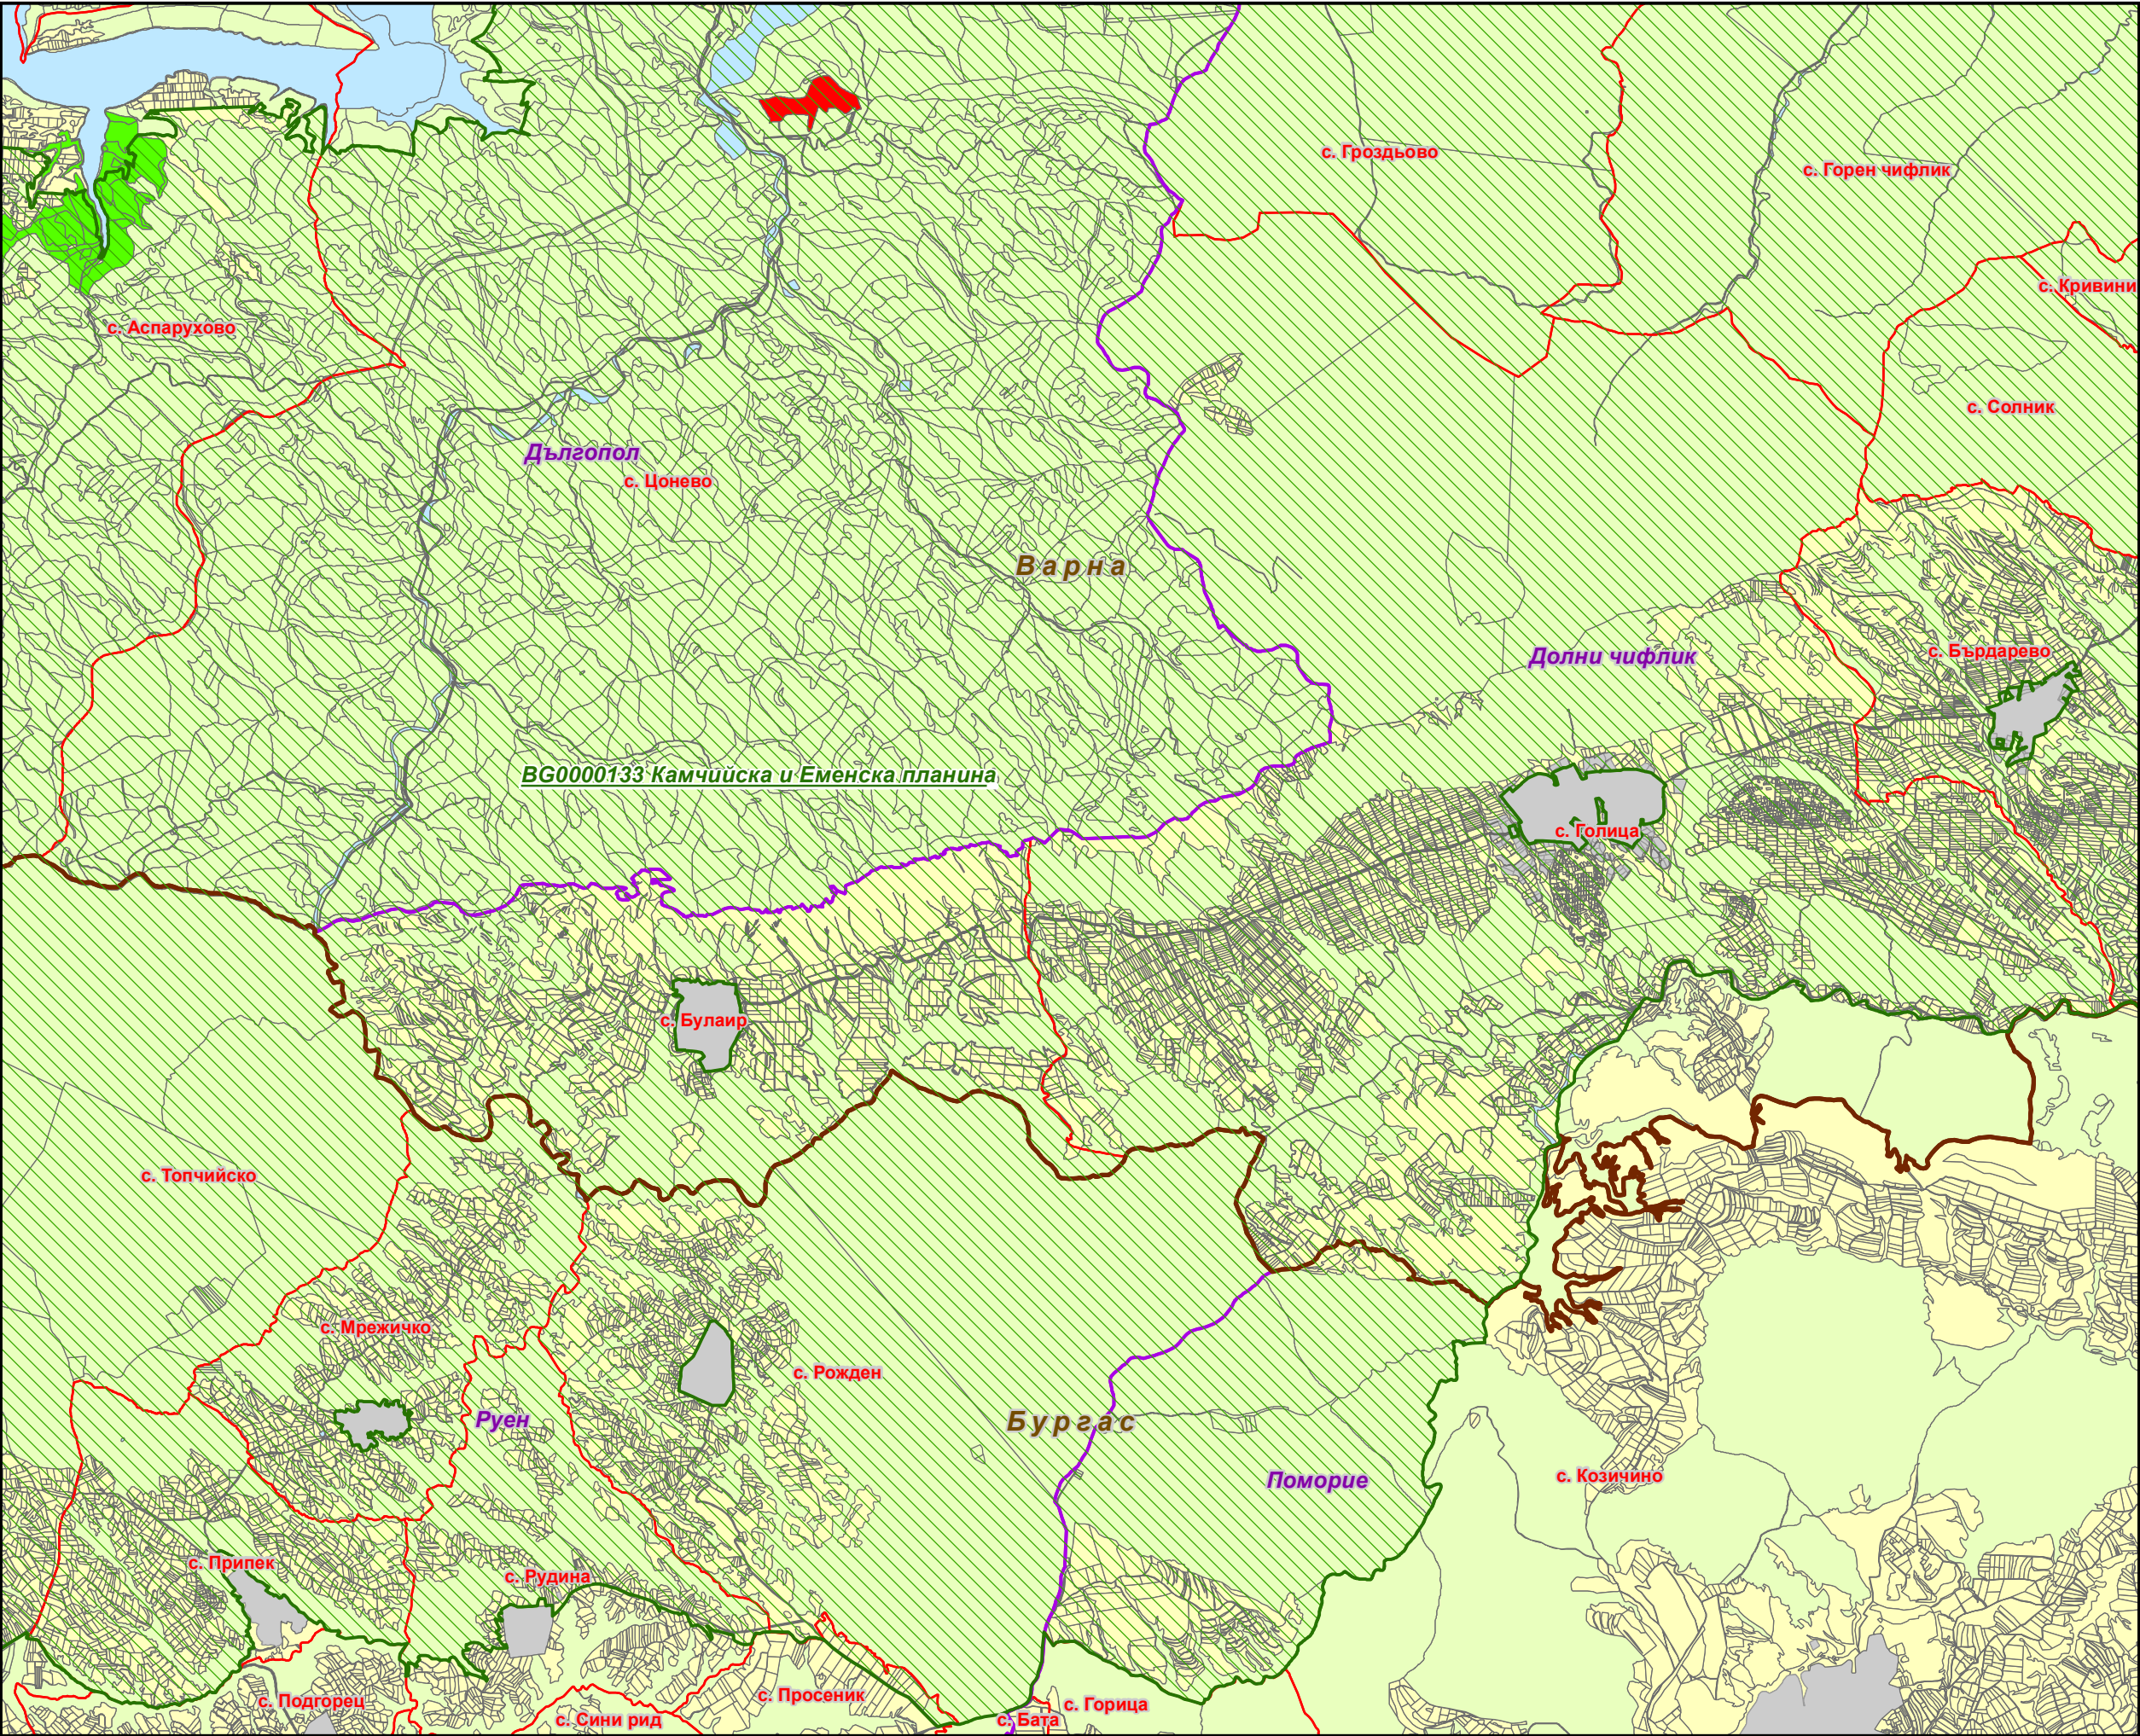 с. Гроздьово
с. Горен чифлик
с. Кривини
с. Аспарухово
с. Солник
Дългопол
с. Цонево
Варна
Долни чифлик
с. Бърдарево
BG0000133 Камчийска и Еменска планина
с. Голица
с. Булаир
с. Топчийско
с. Мрежичко
с. Рожден
Руен
Бургас
с. Козичино
Поморие
с. Припек
с. Рудина
с. Просеник
с. Подгорец
с. Горица
с. Сини рид
с. Бата